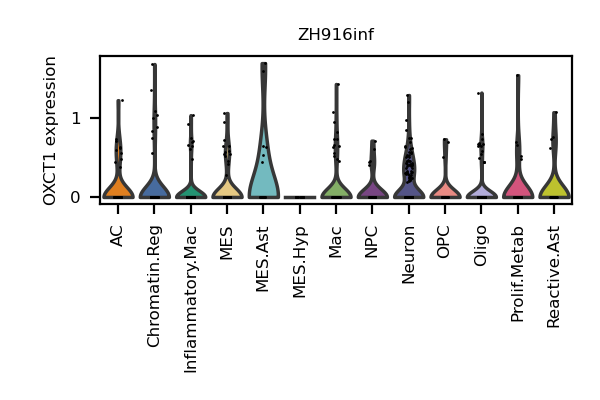 ZH916inf
OXCT1 expression
1
0
AC
Chromatin.Reg
Inflammatory.Mac
MES
MES.Ast
MES.Hyp
Mac
NPC
Neuron
OPC
Oligo
Prolif.Metab
Reactive.Ast